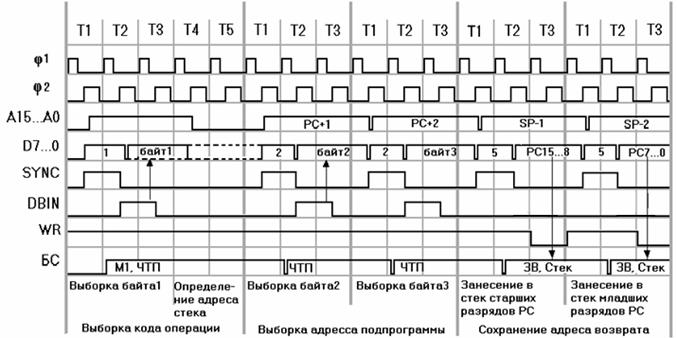 T1 T2 T3 T4 T5 T1 T2 T3 T1 T2 T3 T1 T2 T3 T1 T2 T3
φ1
φ2
A15...A0 PC+1 PC+2 SP-1 SP-2
D7...0 1 байт1 2 байт2 2 байт3 5 PC15...8 5 PC7...0
SYNC
DBIN
WR
БС М1, ЧТП ЧТП ЧТП ЗВ, Стек ЗВ, Стек
Выборка байта1 Определе- Выборка байта2 Выборка байта3 Занесение в Занесение в
ние адреса стек старших стек младших
стека разрядов PC разрядов PC
Выборка кода операции Выборка адресса подпрограммы Сохранение адреса возврата